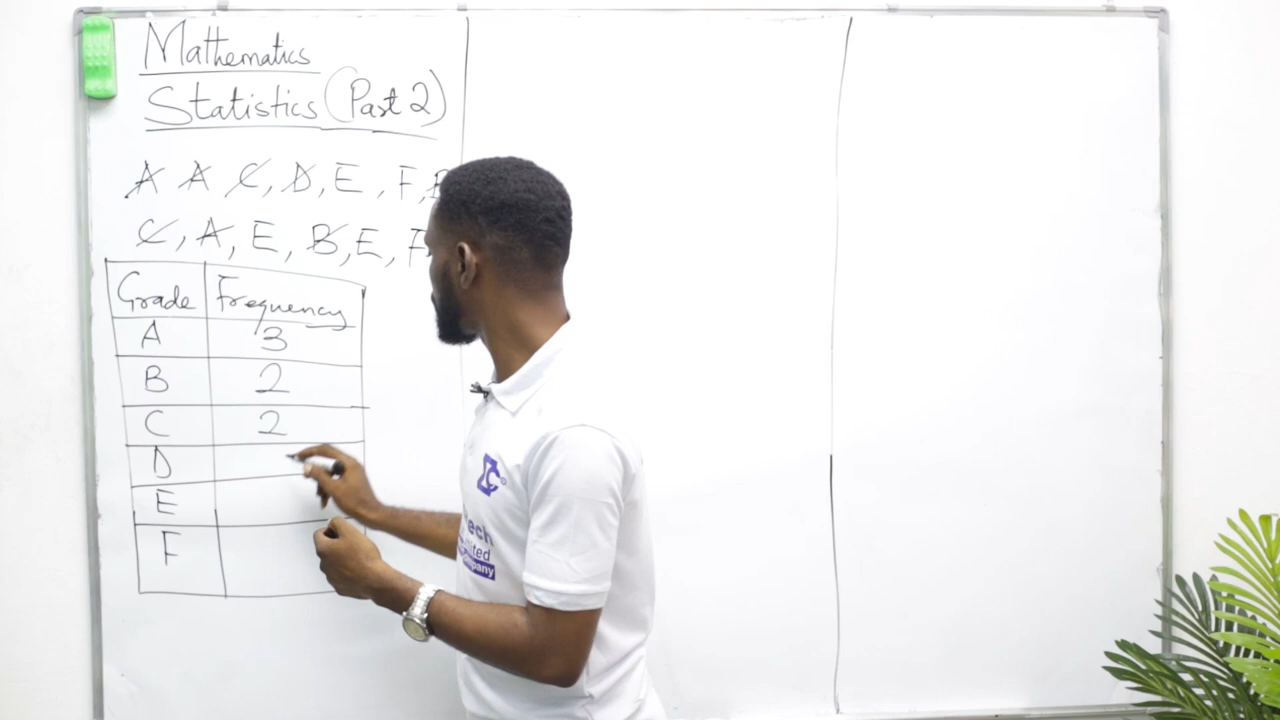 Mathematics
Statistics (Part 2)
A A C, D, E, F,
C, A, E, B, E, F
Grade Frequency
A 3
B 2
C 2
D
E
F